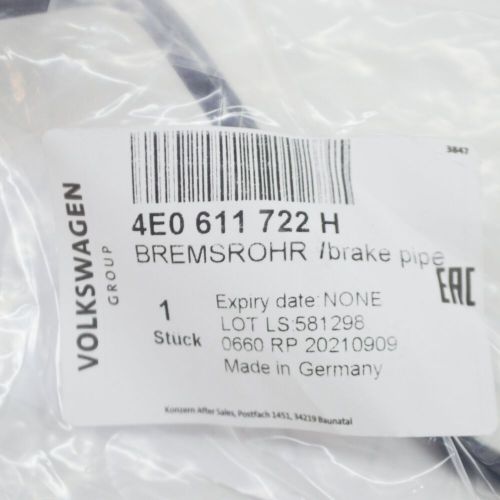 3847
4E0 611 722 H
BREMSROHR /brake pipe
VOLKSWAGEN
GROUP
EAC
1
Stück
Expiry date:NONE
LOT LS:581298
0660 RP 20210909
Made in Germany
Konzern After Sales, Postfach 1451, 34219 Baunatal